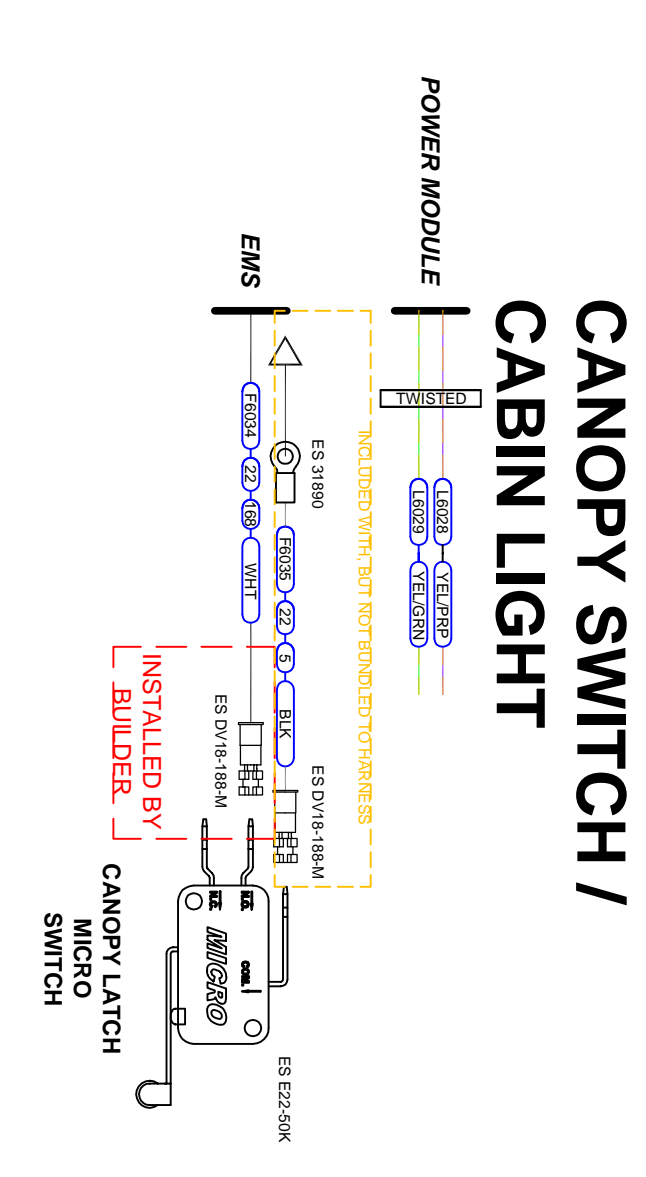 CANOPY SWITCH /
CABIN LIGHT
POWER MODULE
TWISTED
L6028
YEL/PRP
L6029
YEL/GRN
INCLUDED WITH, BUT NOT BUNDLED TO HARNESS
ES 31890
F6035
22
5
BLK
ES DV18-188-M
EMS
F6034
22
168
WHT
ES DV18-188-M
INSTALLED BY
BUILDER
ES E22-50K
COM.
N.O.
N.C.
MICRO
CANOPY LATCH
MICRO
SWITCH